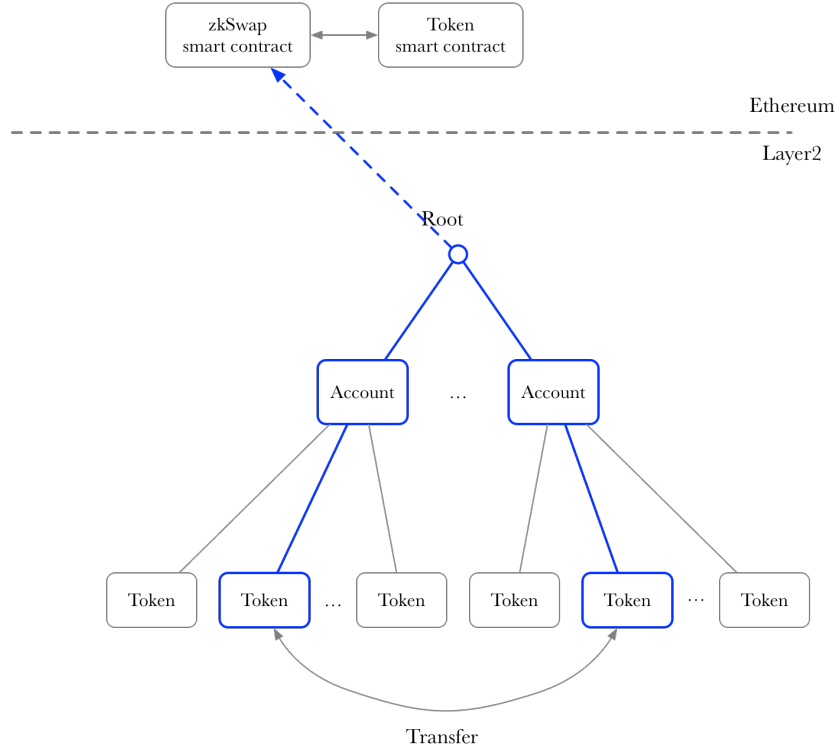 zkSwap
smart contract
Token
smart contract
Ethereum
Layer2
Root
Account
...
Account
Token
Token
...
Token
Token
Token
...
Token
Transfer